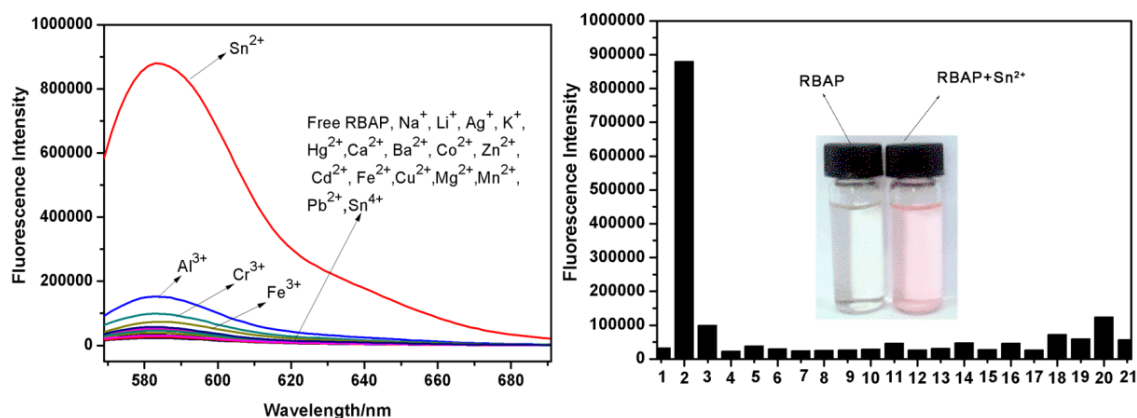 1000000
800000
600000
400000
200000
0
Fluorescence Intensity
Sn²⁺
Free RBAP, Na⁺, Li⁺, Ag⁺, K⁺,
Hg²⁺,Ca²⁺, Ba²⁺, Co²⁺, Zn²⁺,
Cd²⁺, Fe²⁺,Cu²⁺,Mg²⁺,Mn²⁺,
Pb²⁺,Sn⁴⁺
Al³⁺
Cr³⁺
Fe³⁺
580 600 620 640 660 680
Wavelength/nm
1000000
900000
800000
700000
600000
500000
400000
300000
200000
100000
0
Fluorescence Intensity
RBAP
RBAP+Sn²⁺
1 2 3 4 5 6 7 8 9 10 11 12 13 14 15 16 17 18 19 20 21